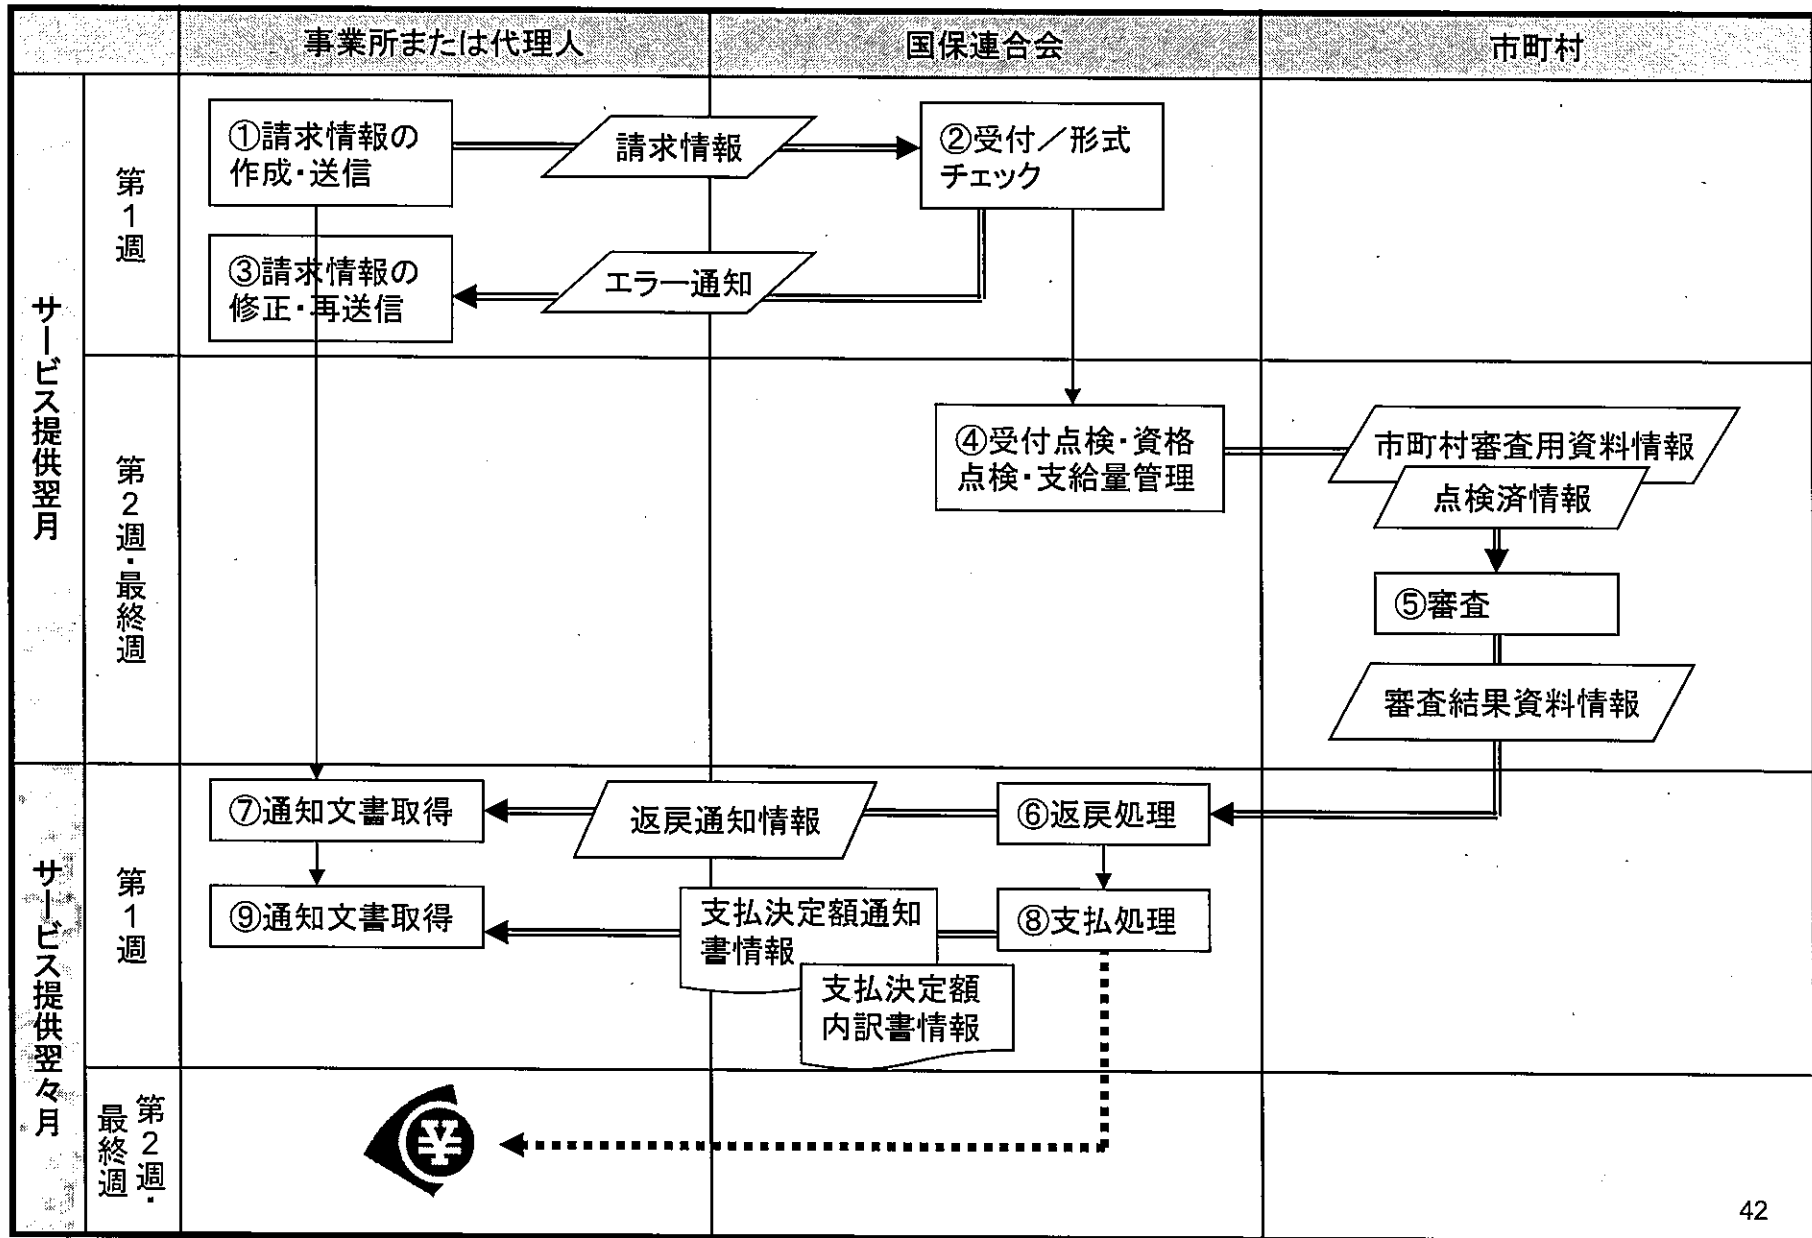 事業所または代理人
国保連合会
市町村
サービス提供翌月
第1週
①請求情報の
作成・送信
請求情報
②受付／形式
チェック
③請求情報の
修正・再送信
エラー通知
第2週・最終週
④受付点検・資格
点検・支給量管理
市町村審査用資料情報
点検済情報
⑤審査
審査結果資料情報
サービス提供翌々月
第1週
⑦通知文書取得
返戻通知情報
⑥返戻処理
⑨通知文書取得
支払決定額通知
書情報
⑧支払処理
支払決定額
内訳書情報
第2週・
最終週
¥
42